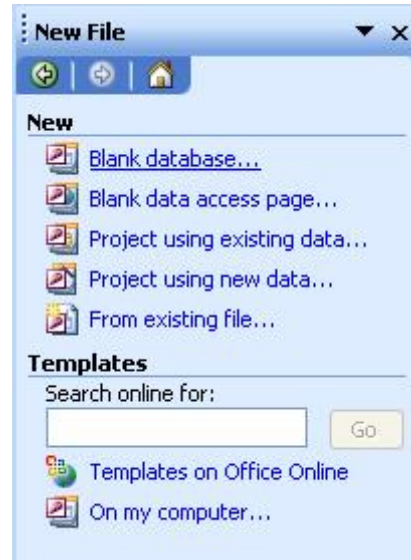 New File
New
Blank database...
Blank data access page...
Project using existing data...
Project using new data...
From existing file...
Templates
Search online for:
Go
Templates on Office Online
On my computer...